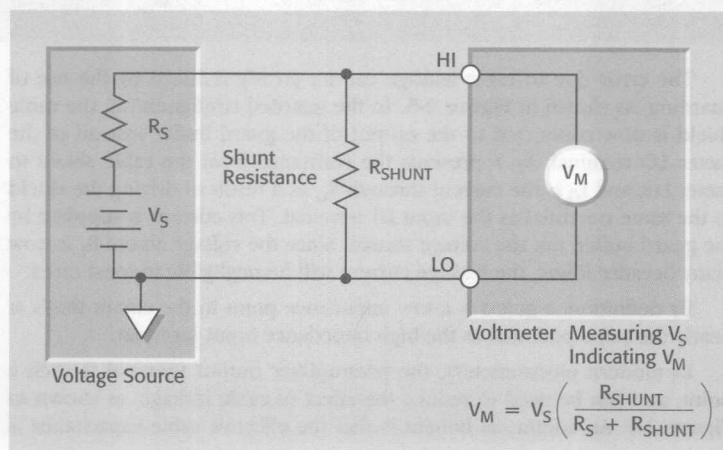 HI
R_S
Shunt
Resistance
R_SHUNT
V_M
V_S
LO
Voltage Source
Voltmeter Measuring V_S
Indicating V_M
V_M = V_S ( R_SHUNT / R_S + R_SHUNT )